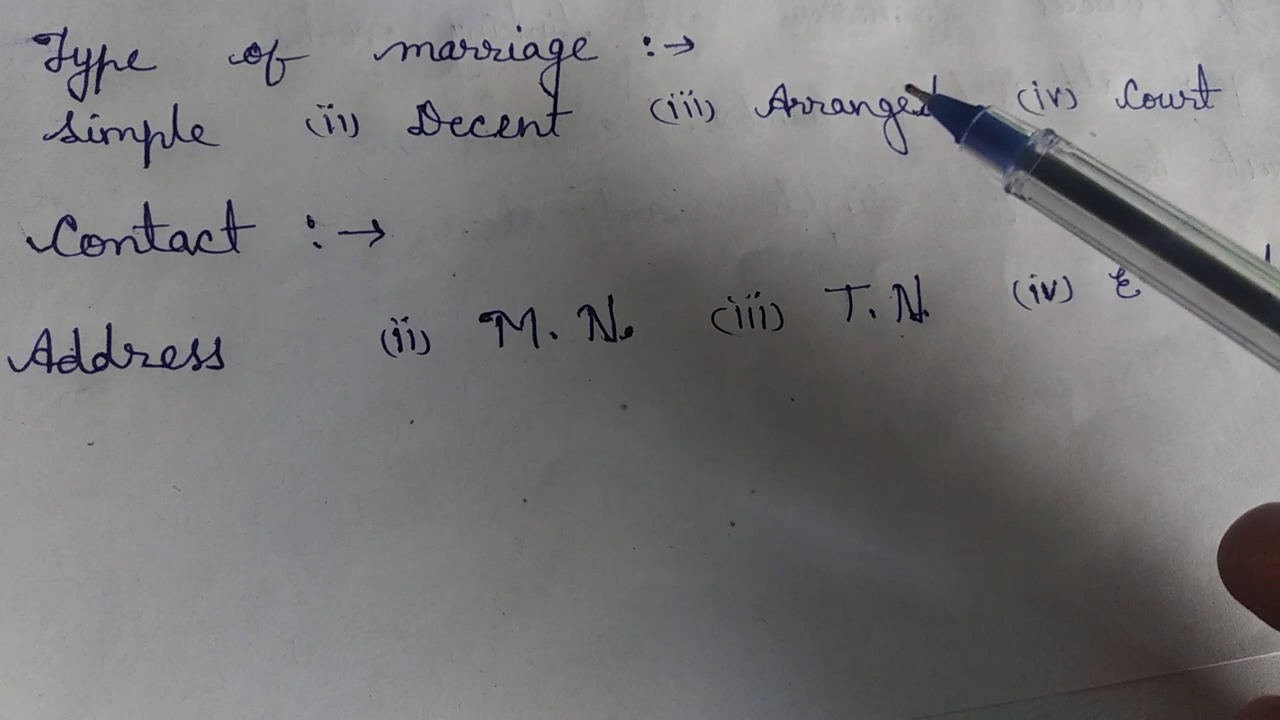 Type of marriage :→
simple (ii) Decent (iii) Arranged (iv) Court
Contact :→
Address (ii) M. N. (iii) T. N. (iv) E